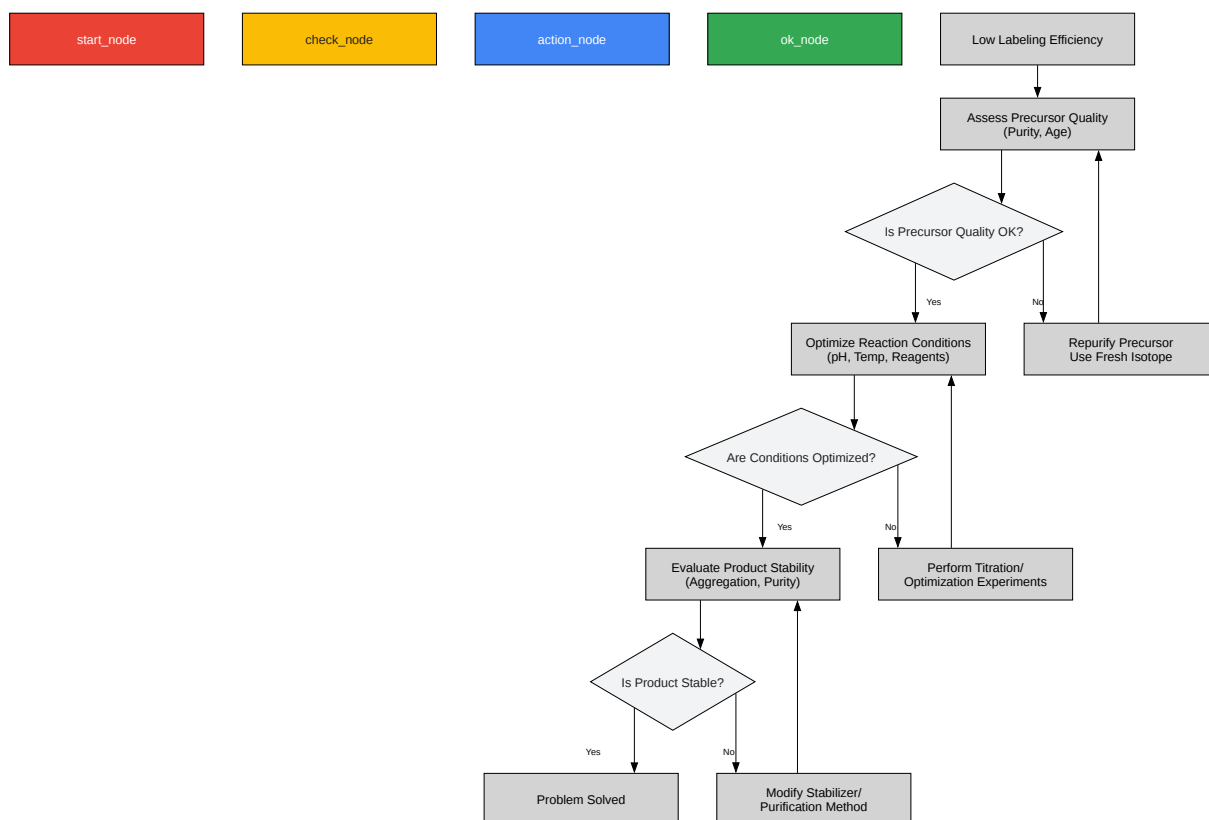 start_node
check_node
action_node
ok_node
Low Labeling Efficiency
Assess Precursor Quality
(Purity, Age)
Is Precursor Quality OK?
Yes
No
Optimize Reaction Conditions
(pH, Temp, Reagents)
Repurify Precursor
Use Fresh Isotope
Are Conditions Optimized?
Yes
No
Evaluate Product Stability
(Aggregation, Purity)
Perform Titration/
Optimization Experiments
Is Product Stable?
Yes
No
Problem Solved
Modify Stabilizer/
Purification Method